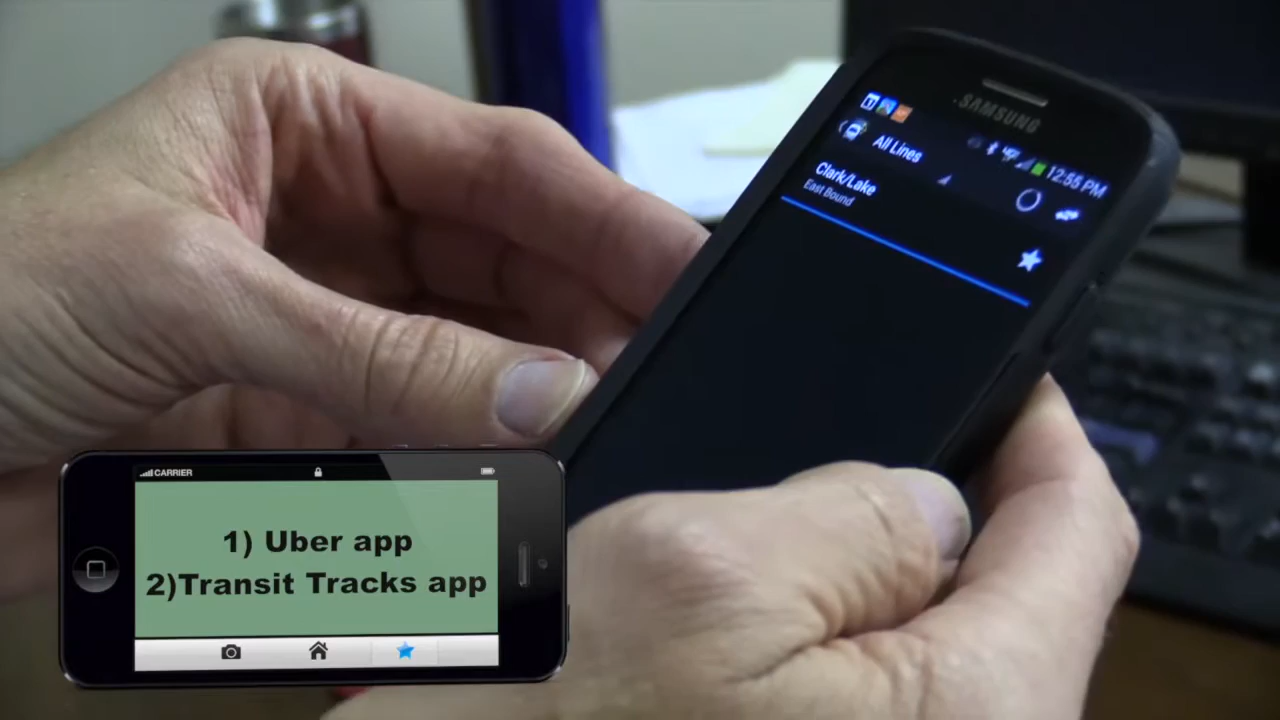 SAMSUNG
12:55 PM
All Lines
Clark/Lake
East Bound
CARRIER
1) Uber app
2)Transit Tracks app